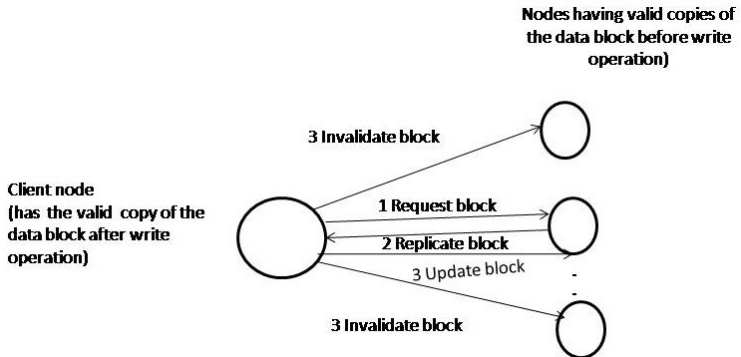 Nodes having valid copies of
the data block before write
operation)
3 Invalidate block
Client node
(has the valid copy of the
data block after write
operation)
1 Request block
2 Replicate block
3 Update block
3 Invalidate block